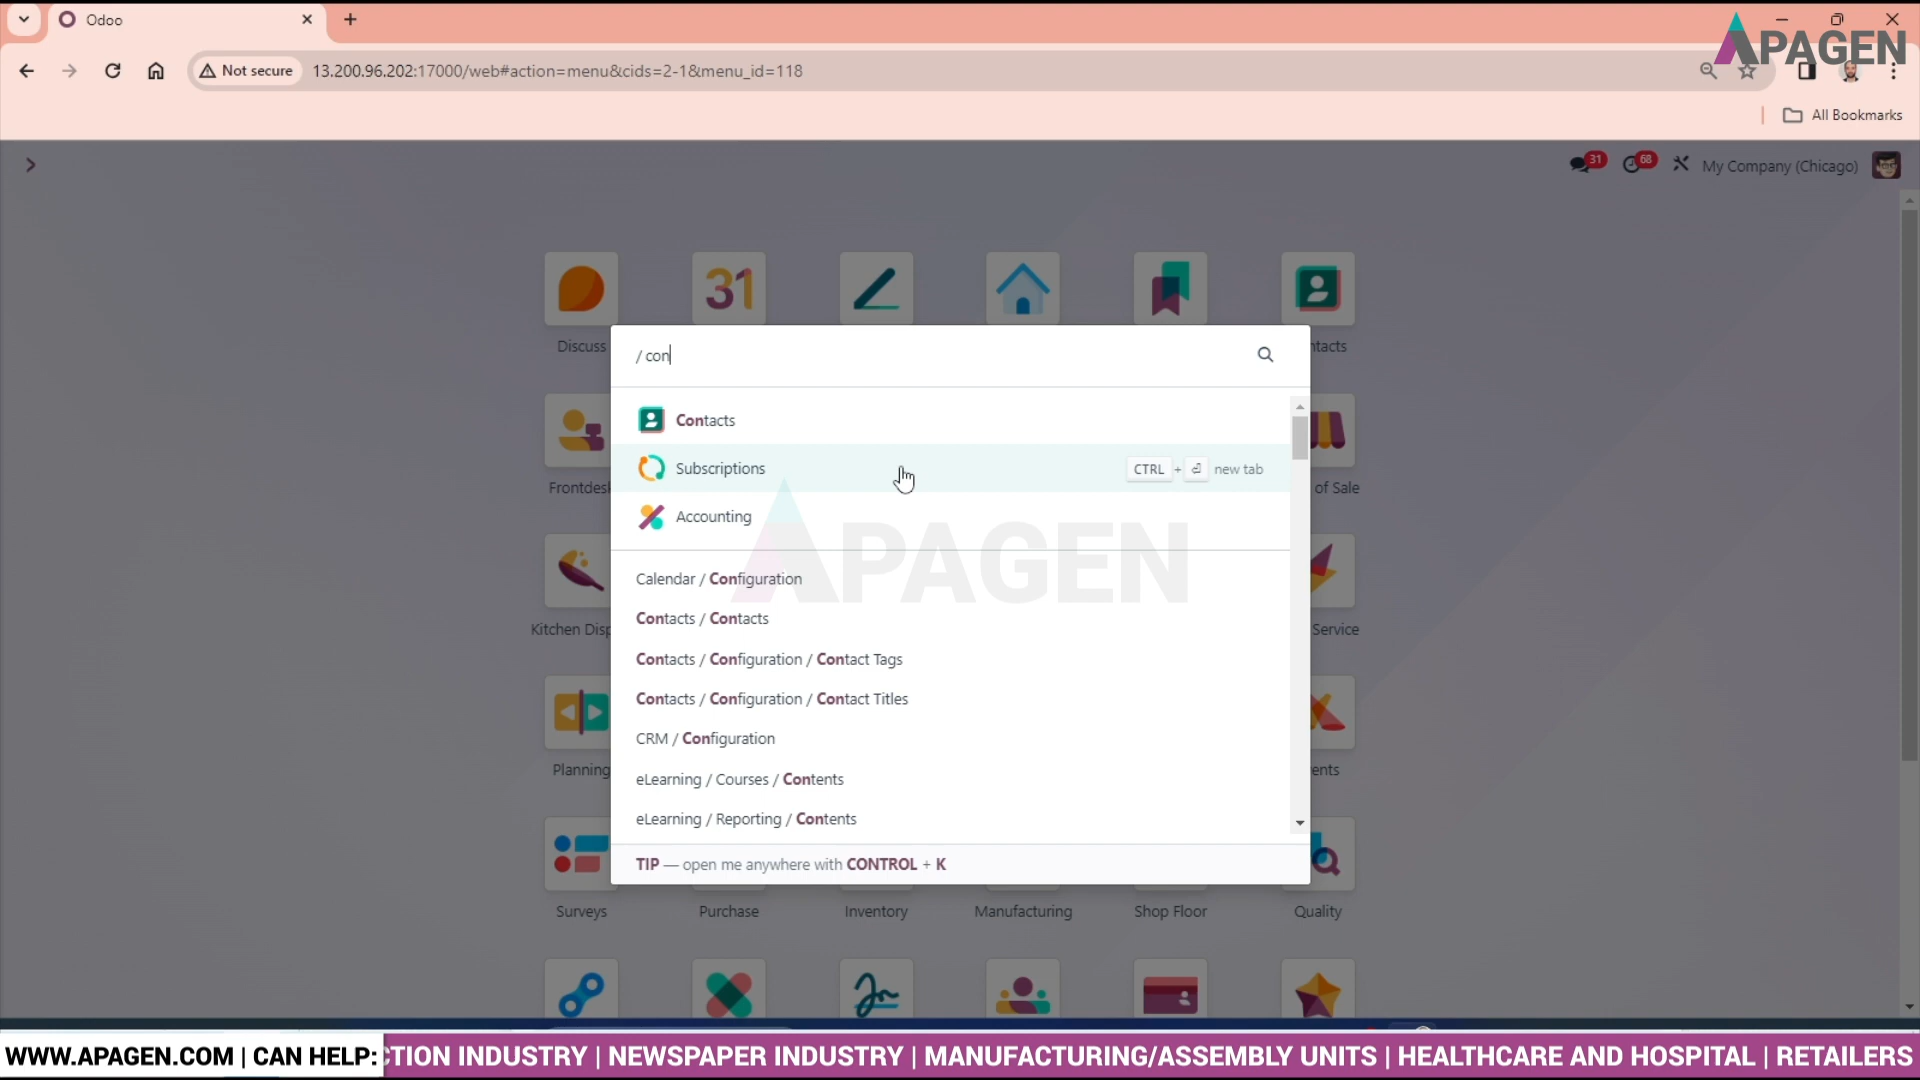 Odoo
APAGEN
Not secure
13.200.96.202:17000/web#action=menu&cids=2-1&menu_id=118
All Bookmarks
31
68
My Company (Chicago)
31
Discuss
tacts
/ con
Contacts
Subscriptions
CTRL + ⏎ new tab
Accounting
APAGEN
Calendar / Configuration
Contacts / Contacts
Contacts / Configuration / Contact Tags
Contacts / Configuration / Contact Titles
CRM / Configuration
eLearning / Courses / Contents
eLearning / Reporting / Contents
TIP — open me anywhere with CONTROL + K
Frontdesk
of Sale
Kitchen Disp
Service
Planning
ents
Surveys
Purchase
Inventory
Manufacturing
Shop Floor
Quality
WWW.APAGEN.COM | CAN HELP:
CTION INDUSTRY | NEWSPAPER INDUSTRY | MANUFACTURING/ASSEMBLY UNITS | HEALTHCARE AND HOSPITAL | RETAILERS